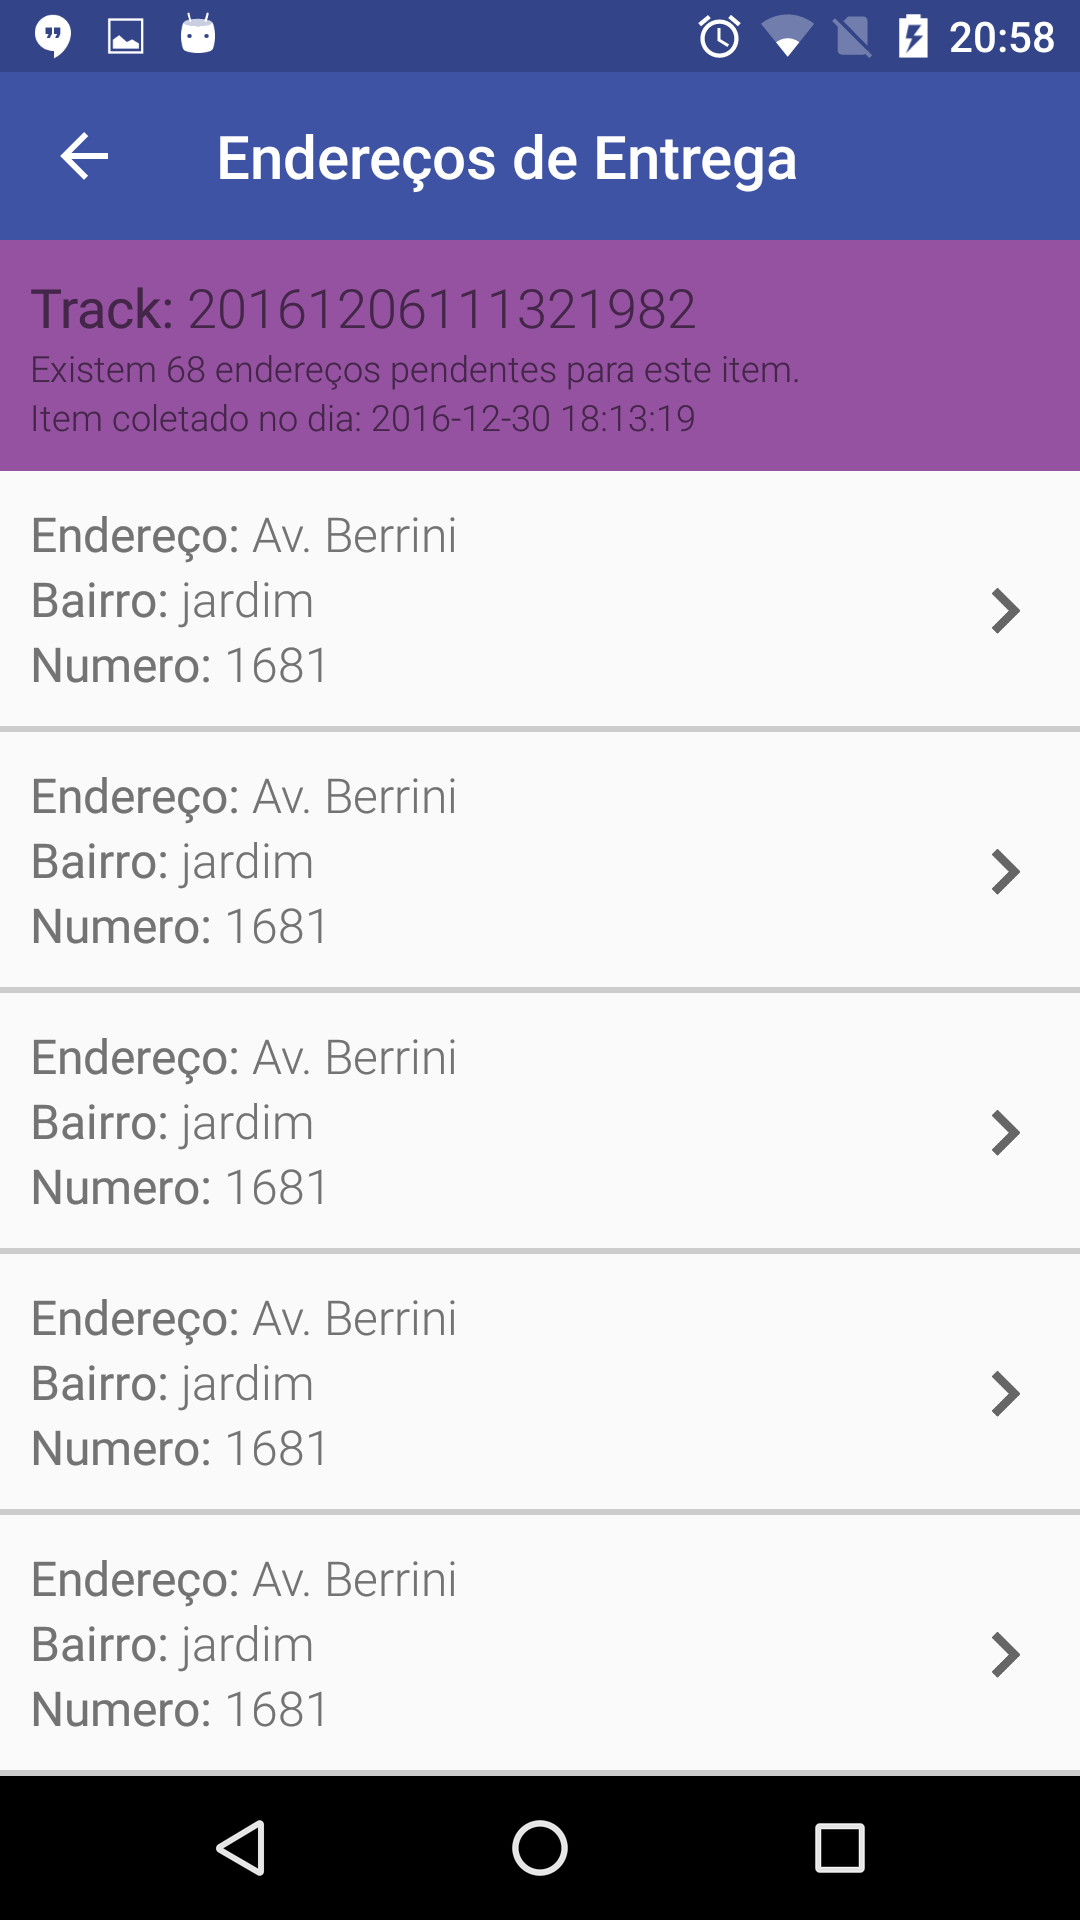 20:58
Endereços de Entrega
Track: 20161206111321982
Existem 68 endereços pendentes para este item.
Item coletado no dia: 2016-12-30 18:13:19
Endereço: Av. Berrini
Bairro: jardim
Numero: 1681
Endereço: Av. Berrini
Bairro: jardim
Numero: 1681
Endereço: Av. Berrini
Bairro: jardim
Numero: 1681
Endereço: Av. Berrini
Bairro: jardim
Numero: 1681
Endereço: Av. Berrini
Bairro: jardim
Numero: 1681